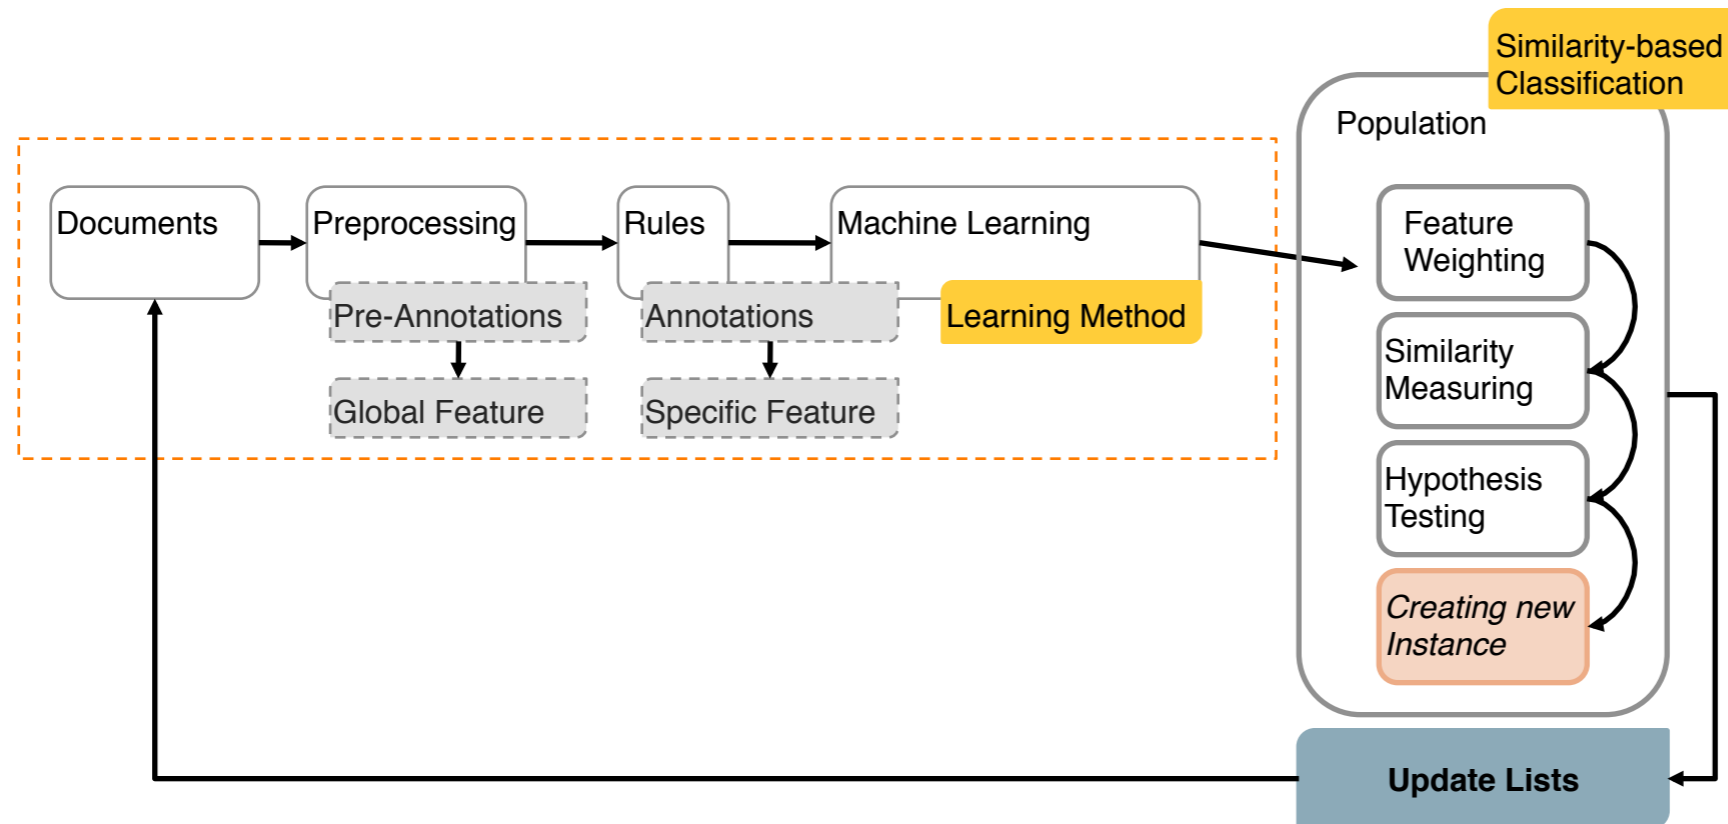 Similarity-based
Classification
Population
Documents
Preprocessing
Rules
Machine Learning
Pre-Annotations
Annotations
Learning Method
Global Feature
Specific Feature
Feature
Weighting
Similarity
Measuring
Hypothesis
Testing
Creating new
Instance
Update Lists